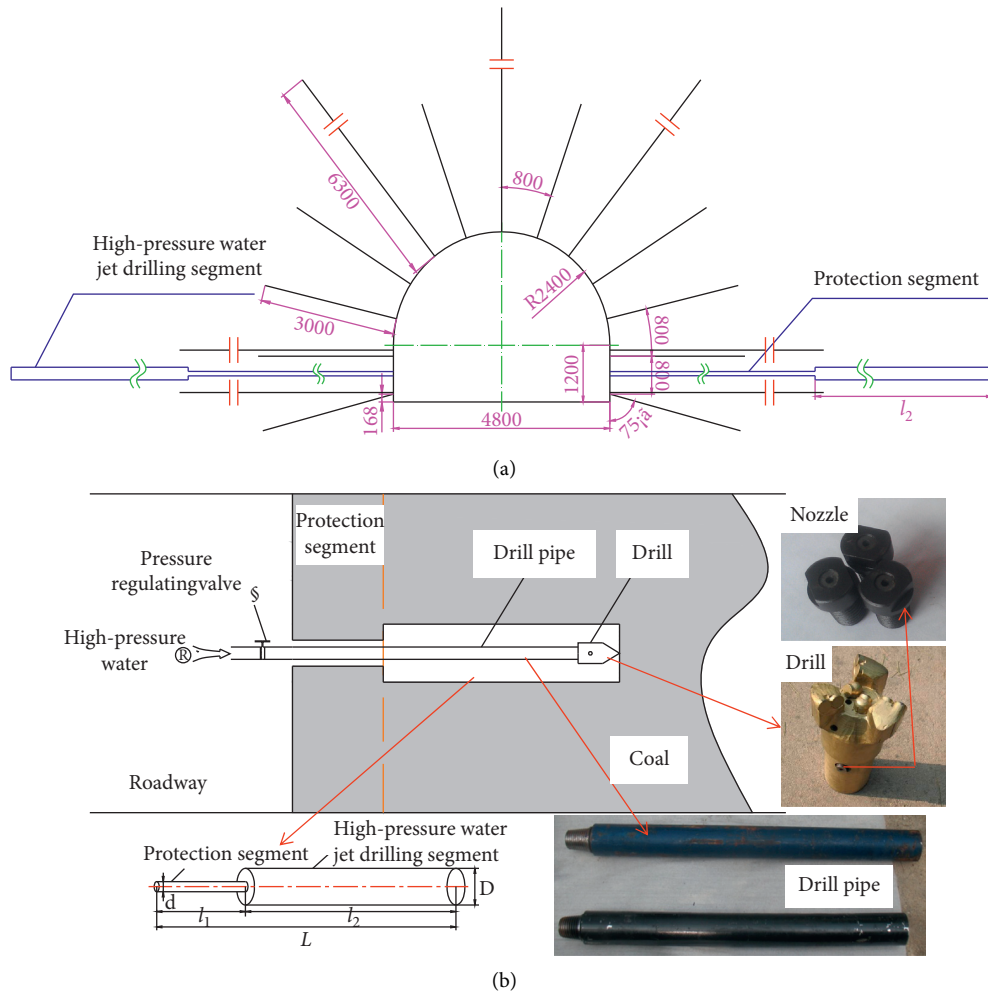 6300
800
High-pressure water
jet drilling segment
R2400
Protection segment
3000
800
1200
800
168
4800
75¡ã
l2
(a)
Protection
segment
Nozzle
Pressure
regulatingvalve
Drill pipe
Drill
§
High-pressure
water
®
Drill
Coal
Roadway
High-pressure water
jet drilling segment
Protection segment
D
d
l1
l2
L
Drill pipe
(b)